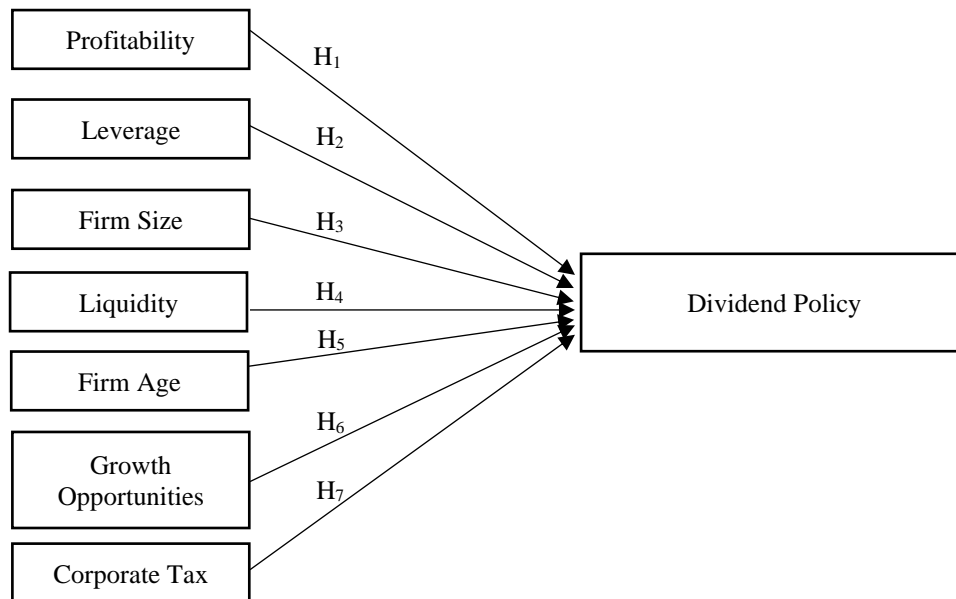 Profitability
H₁
Leverage
H₂
Firm Size
H₃
Liquidity
H₄
Dividend Policy
H₅
Firm Age
H₆
Growth
Opportunities
H₇
Corporate Tax